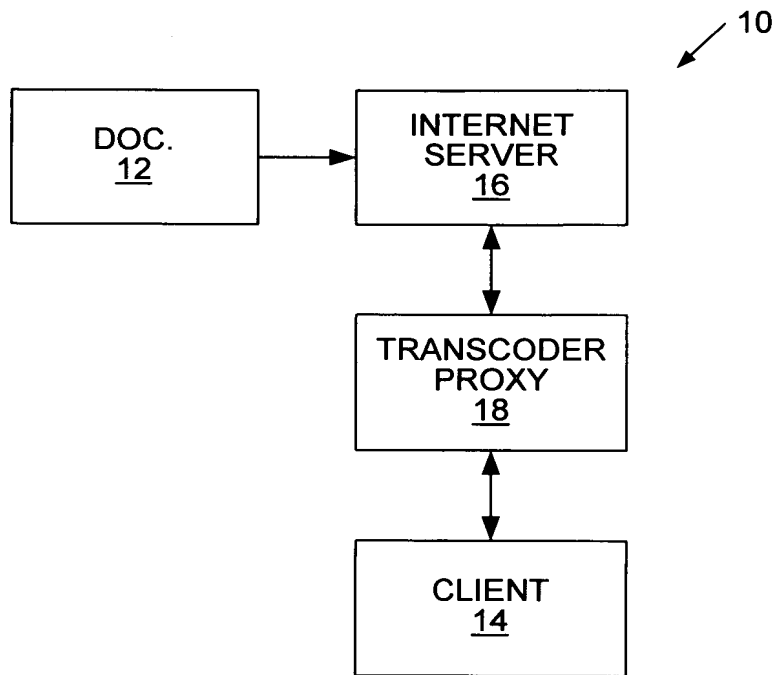 10
DOC.
12
INTERNET
SERVER
16
TRANSCODER
PROXY
18
CLIENT
14